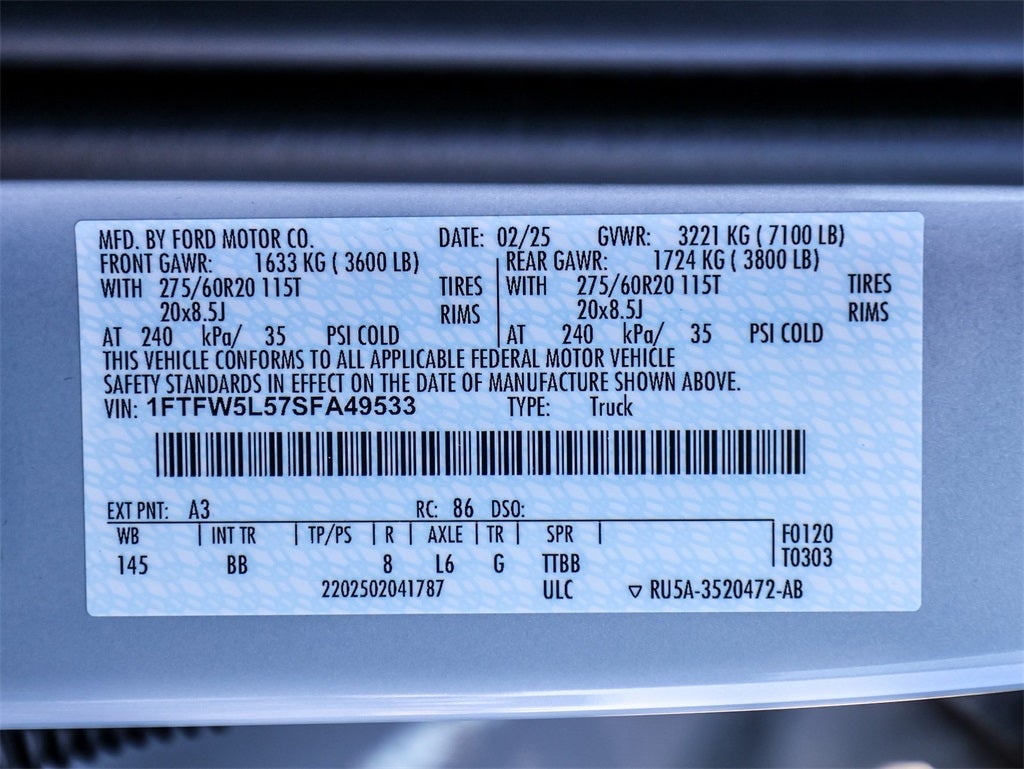 MFD. BY FORD MOTOR CO. DATE: 02/25 GVWR: 3221 KG ( 7100 LB)
FRONT GAWR: 1633 KG ( 3600 LB) REAR GAWR: 1724 KG ( 3800 LB)
WITH 275/60R20 115T TIRES WITH 275/60R20 115T TIRES
20x8.5J RIMS 20x8.5J RIMS
AT 240 kPa/ 35 PSI COLD AT 240 kPa/ 35 PSI COLD
THIS VEHICLE CONFORMS TO ALL APPLICABLE FEDERAL MOTOR VEHICLE
SAFETY STANDARDS IN EFFECT ON THE DATE OF MANUFACTURE SHOWN ABOVE.
VIN: 1FTFW5L57SFA49533 TYPE: Truck
EXT PNT: A3 RC: 86 DSO:
WB INT TR TP/PS R AXLE TR SPR F0120
145 BB 8 L6 G TTBB T0303
2202502041787 ULC ▽ RU5A-3520472-AB